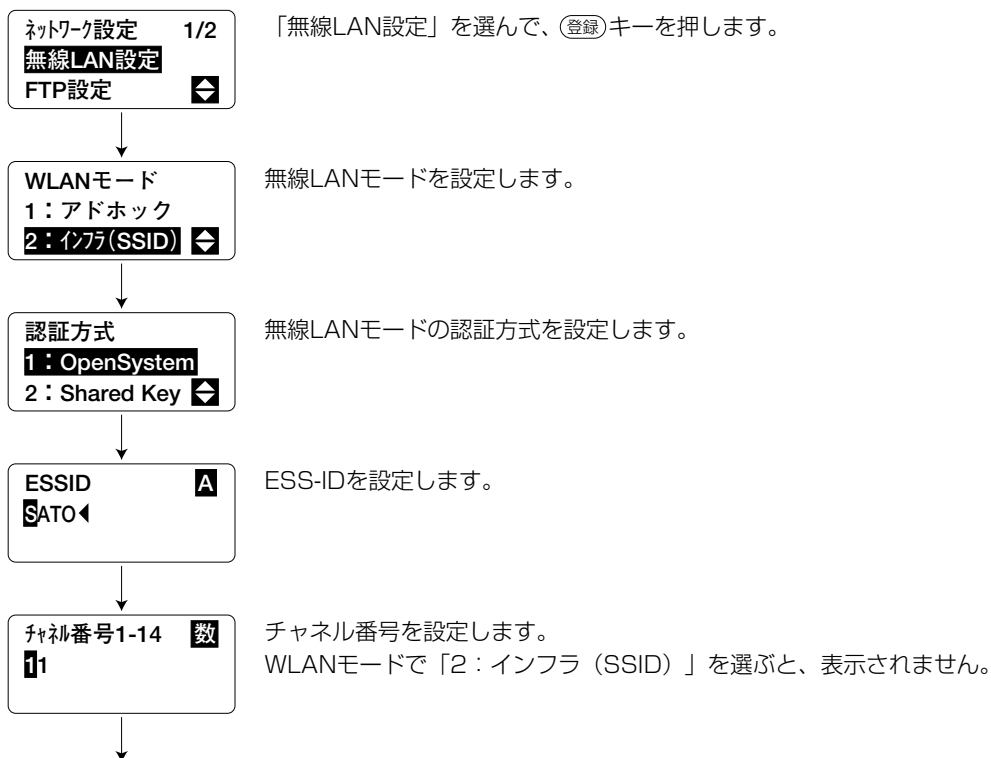 ﾈｯﾄﾜｰｸ設定 1/2
無線LAN設定
FTP設定
「無線LAN設定」を選んで、登録キーを押します。
WLANモード
1：アドホック
2：ｲﾝﾌﾗ(SSID)
無線LANモードを設定します。
認証方式
1：OpenSystem
2：Shared Key
無線LANモードの認証方式を設定します。
ESSID A
SATO
ESS-IDを設定します。
ﾁｬﾈﾙ番号1-14 数
11
チャネル番号を設定します。
WLANモードで「2：インフラ（SSID）」を選ぶと、表示されません。